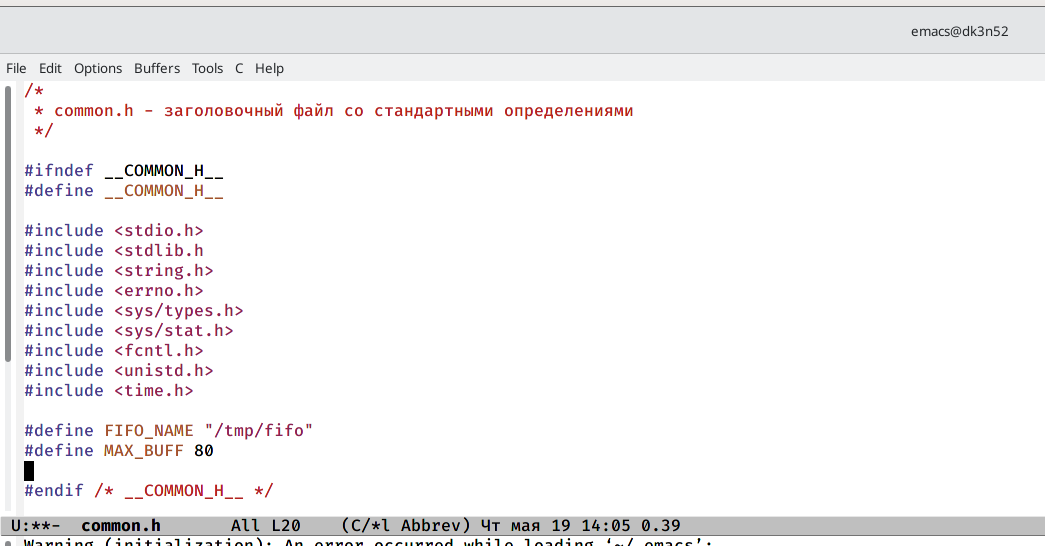 emacs@dk3n52
File Edit Options Buffers Tools C Help
/*
 * common.h - заголовочный файл со стандартными определениями
 */
#ifndef __COMMON_H__
#define __COMMON_H__
#include <stdio.h>
#include <stdlib.h
#include <string.h>
#include <errno.h>
#include <sys/types.h>
#include <sys/stat.h>
#include <fcntl.h>
#include <unistd.h>
#include <time.h>
#define FIFO_NAME "/tmp/fifo"
#define MAX_BUFF 80
#endif /* __COMMON_H__ */
U:**-  common.h       All L20    (C/*l Abbrev) Чт мая 19 14:05 0.39
Warning (initialization): An error occurred while loading ‘~/.emacs’: